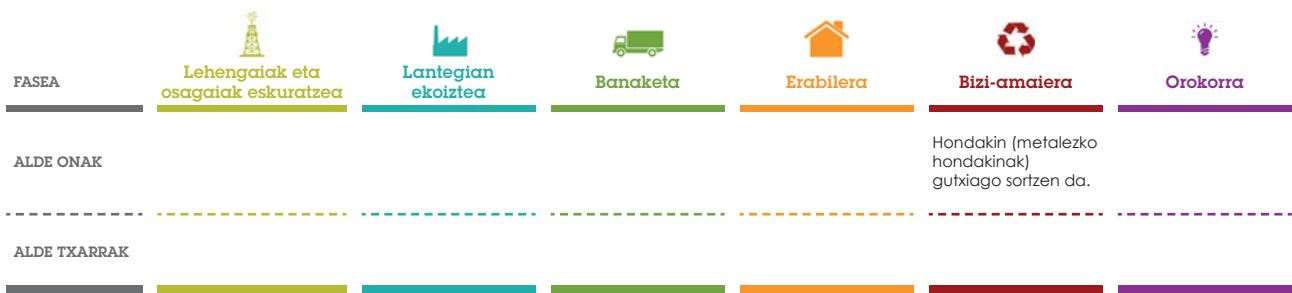 FASEA
Lehengaiak eta
osagaiak eskuratzea
Lantegian
ekoiztea
Banaketa
Erabilera
Bizi-amaiera
Orokorra
ALDE ONAK
Hondakin (metalezko
hondakinak)
gutxiago sortzen da.
ALDE TXARRAK